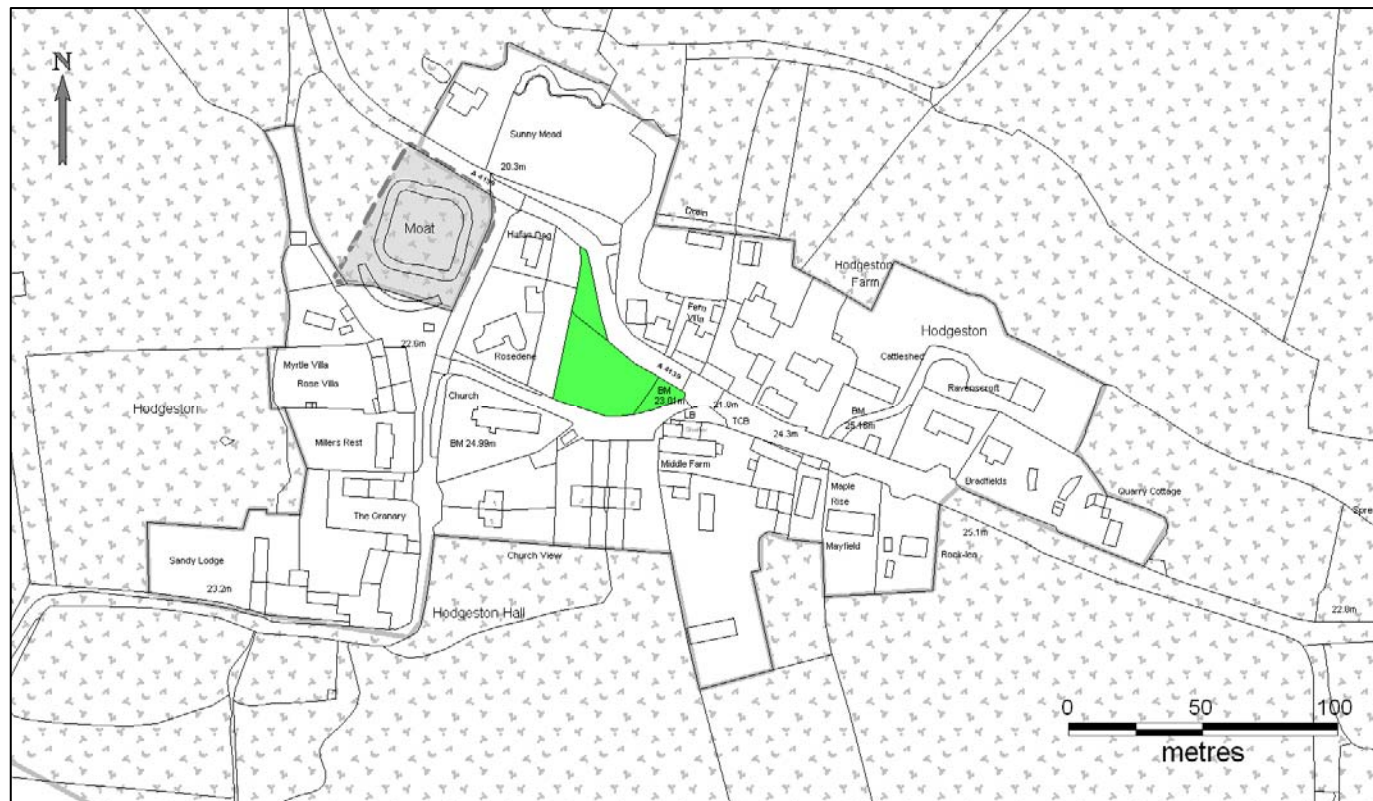 N
Sunny Mead
20.3m
A 4139
Moat
Drain
Hafan Deg
Hodgeston
Farm
Fern
Villa
Hodgeston
22.6m
Rosedene
A 4139
Cattleshed
Myrtle Villa
Rose Villa
Ravenscroft
Hodgeston
Church
BM
23.01m
21.0m
LB
TCB
BM
25.16m
24.3m
Millers Rest
BM 24.99m
Middle Farm
Bradfields
Maple
Rise
Quarry Cottage
The Granary
Mayfield
25.1m
Church View
Sandy Lodge
23.2m
Hodgeston Hall
22.8m
0 50 100
metres